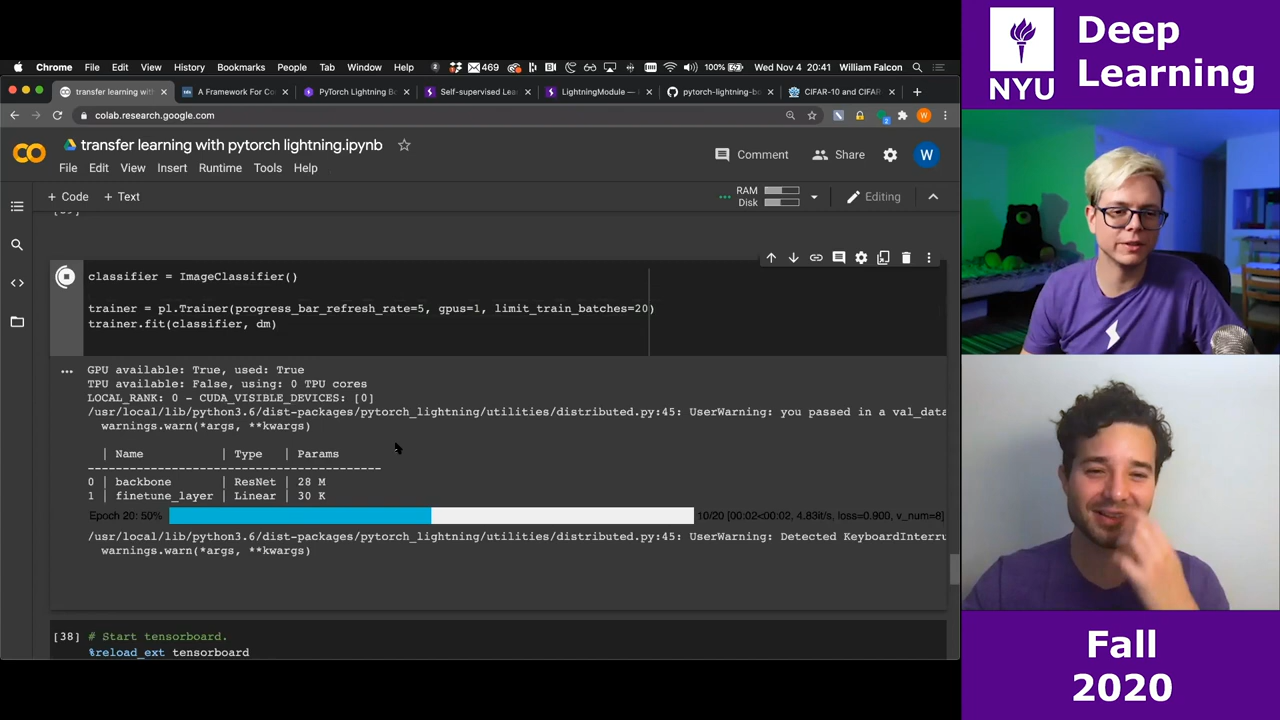 Chrome File Edit View History Bookmarks People Tab Window Help 469 100% Wed Nov 4 20:41 William Falcon
transfer learning with A Framework For Co PyTorch Lightning B Self-supervised Lea LightningModule — pytorch-lightning-bo CIFAR-10 and CIFAR
colab.research.google.com
transfer learning with pytorch lightning.ipynb
Comment Share W
File Edit View Insert Runtime Tools Help
+ Code + Text
RAM
Disk
Editing
classifier = ImageClassifier()
trainer = pl.Trainer(progress_bar_refresh_rate=5, gpus=1, limit_train_batches=20)
trainer.fit(classifier, dm)
GPU available: True, used: True
TPU available: False, using: 0 TPU cores
LOCAL_RANK: 0 - CUDA_VISIBLE_DEVICES: [0]
/usr/local/lib/python3.6/dist-packages/pytorch_lightning/utilities/distributed.py:45: UserWarning: you passed in a val_data
warnings.warn(*args, **kwargs)
| Name | Type | Params
----------------------------------------
0 | backbone | ResNet | 28 M
1 | finetune_layer | Linear | 30 K
Epoch 20: 50% 10/20 [00:02<00:02, 4.83it/s, loss=0.900, v_num=8]
/usr/local/lib/python3.6/dist-packages/pytorch_lightning/utilities/distributed.py:45: UserWarning: Detected KeyboardInterru
warnings.warn(*args, **kwargs)
[38] # Start tensorboard.
%reload_ext tensorboard
NYU
Deep
Learning
Fall
2020